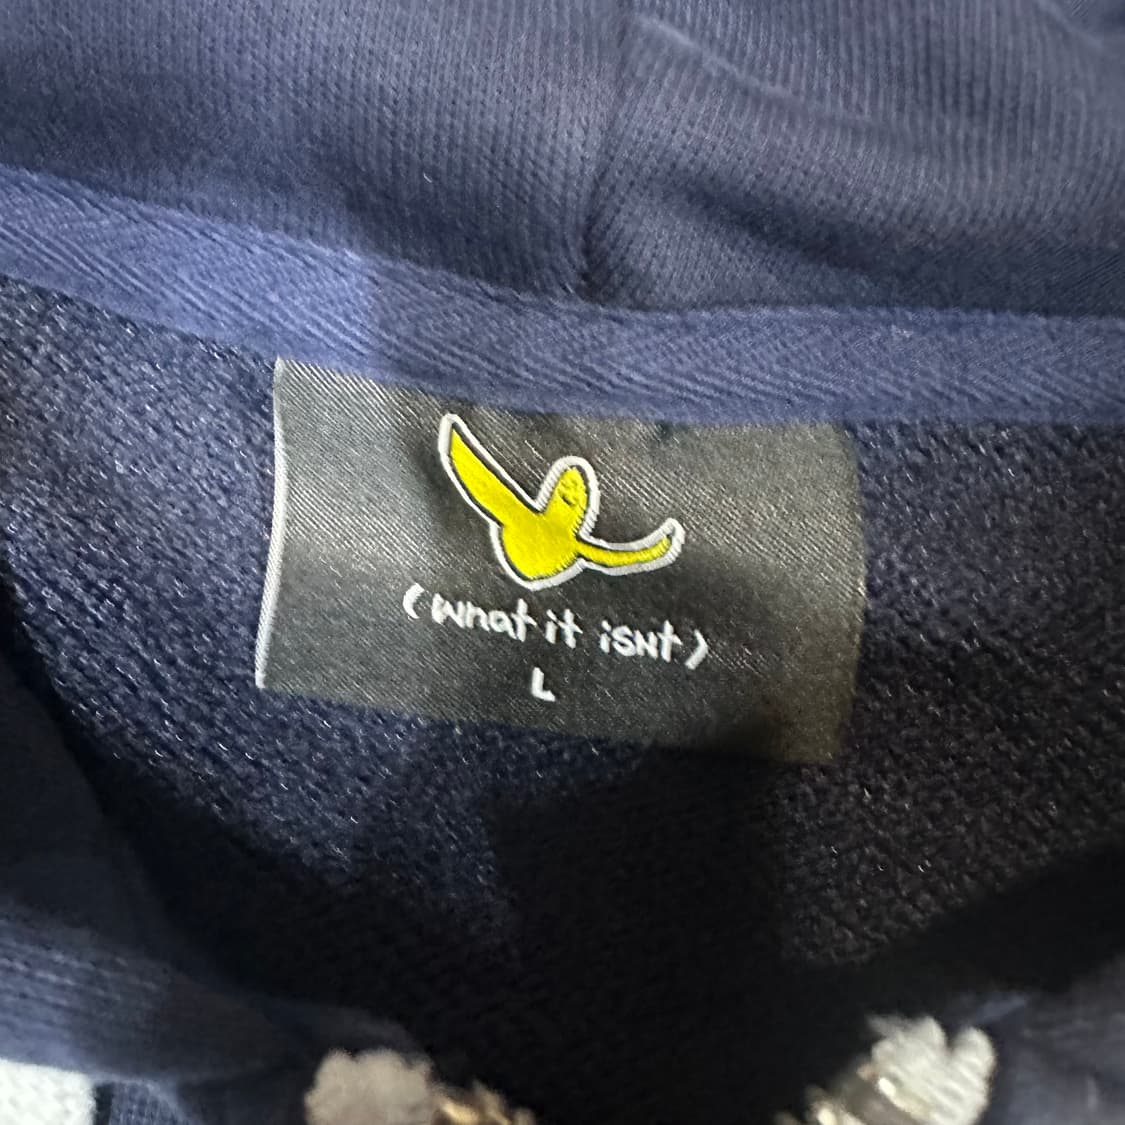 (what it isNt)
L